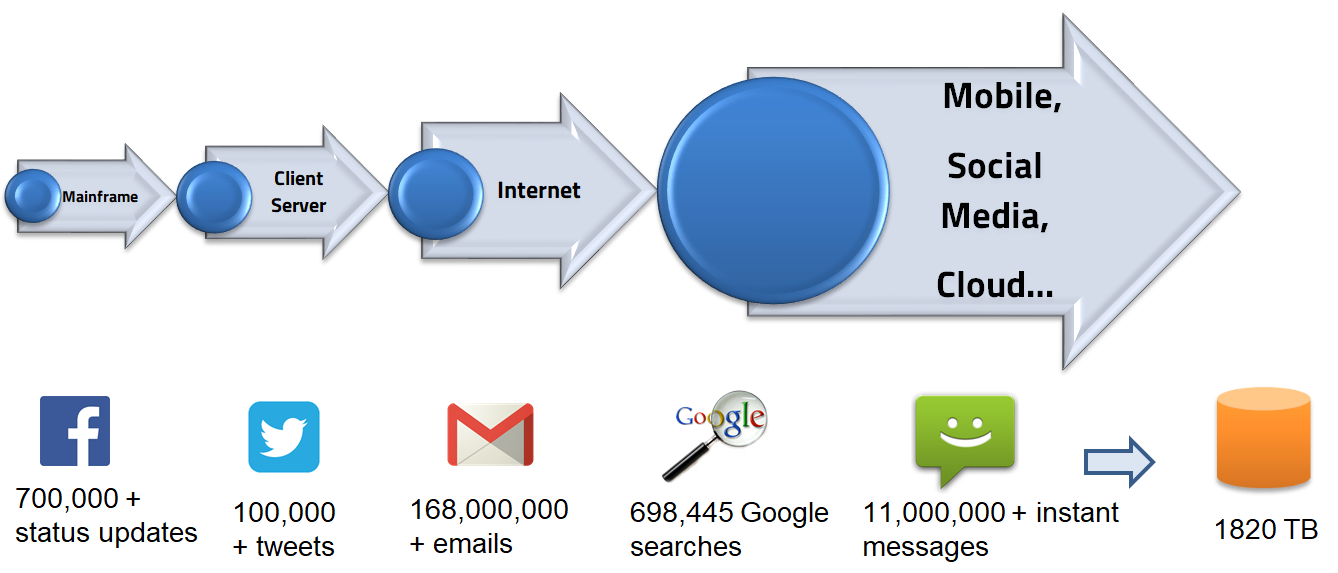 Mainframe
Client
Server
Internet
Mobile,
Social
Media,
Cloud...
f
Google
700,000 +
status updates
100,000
+ tweets
168,000,000
+ emails
698,445 Google
searches
11,000,000 + instant
messages
1820 TB